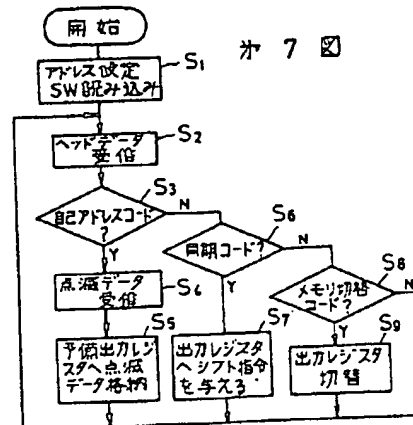 開始
第7図
アドレス設定
SW読み込み
S1
ヘッドデータ
受信
S2
自己アドレスコード
?
S3
N
Y
同期コード?
S6
N
Y
メモリ切替
コード?
S8
N
Y
点滅データ
受信
S4
予備出力レジ
スタへ点滅
データ格納
S5
出力レジスタ
へシフト指令
を与える
S7
出力レジスタ
切替
S9